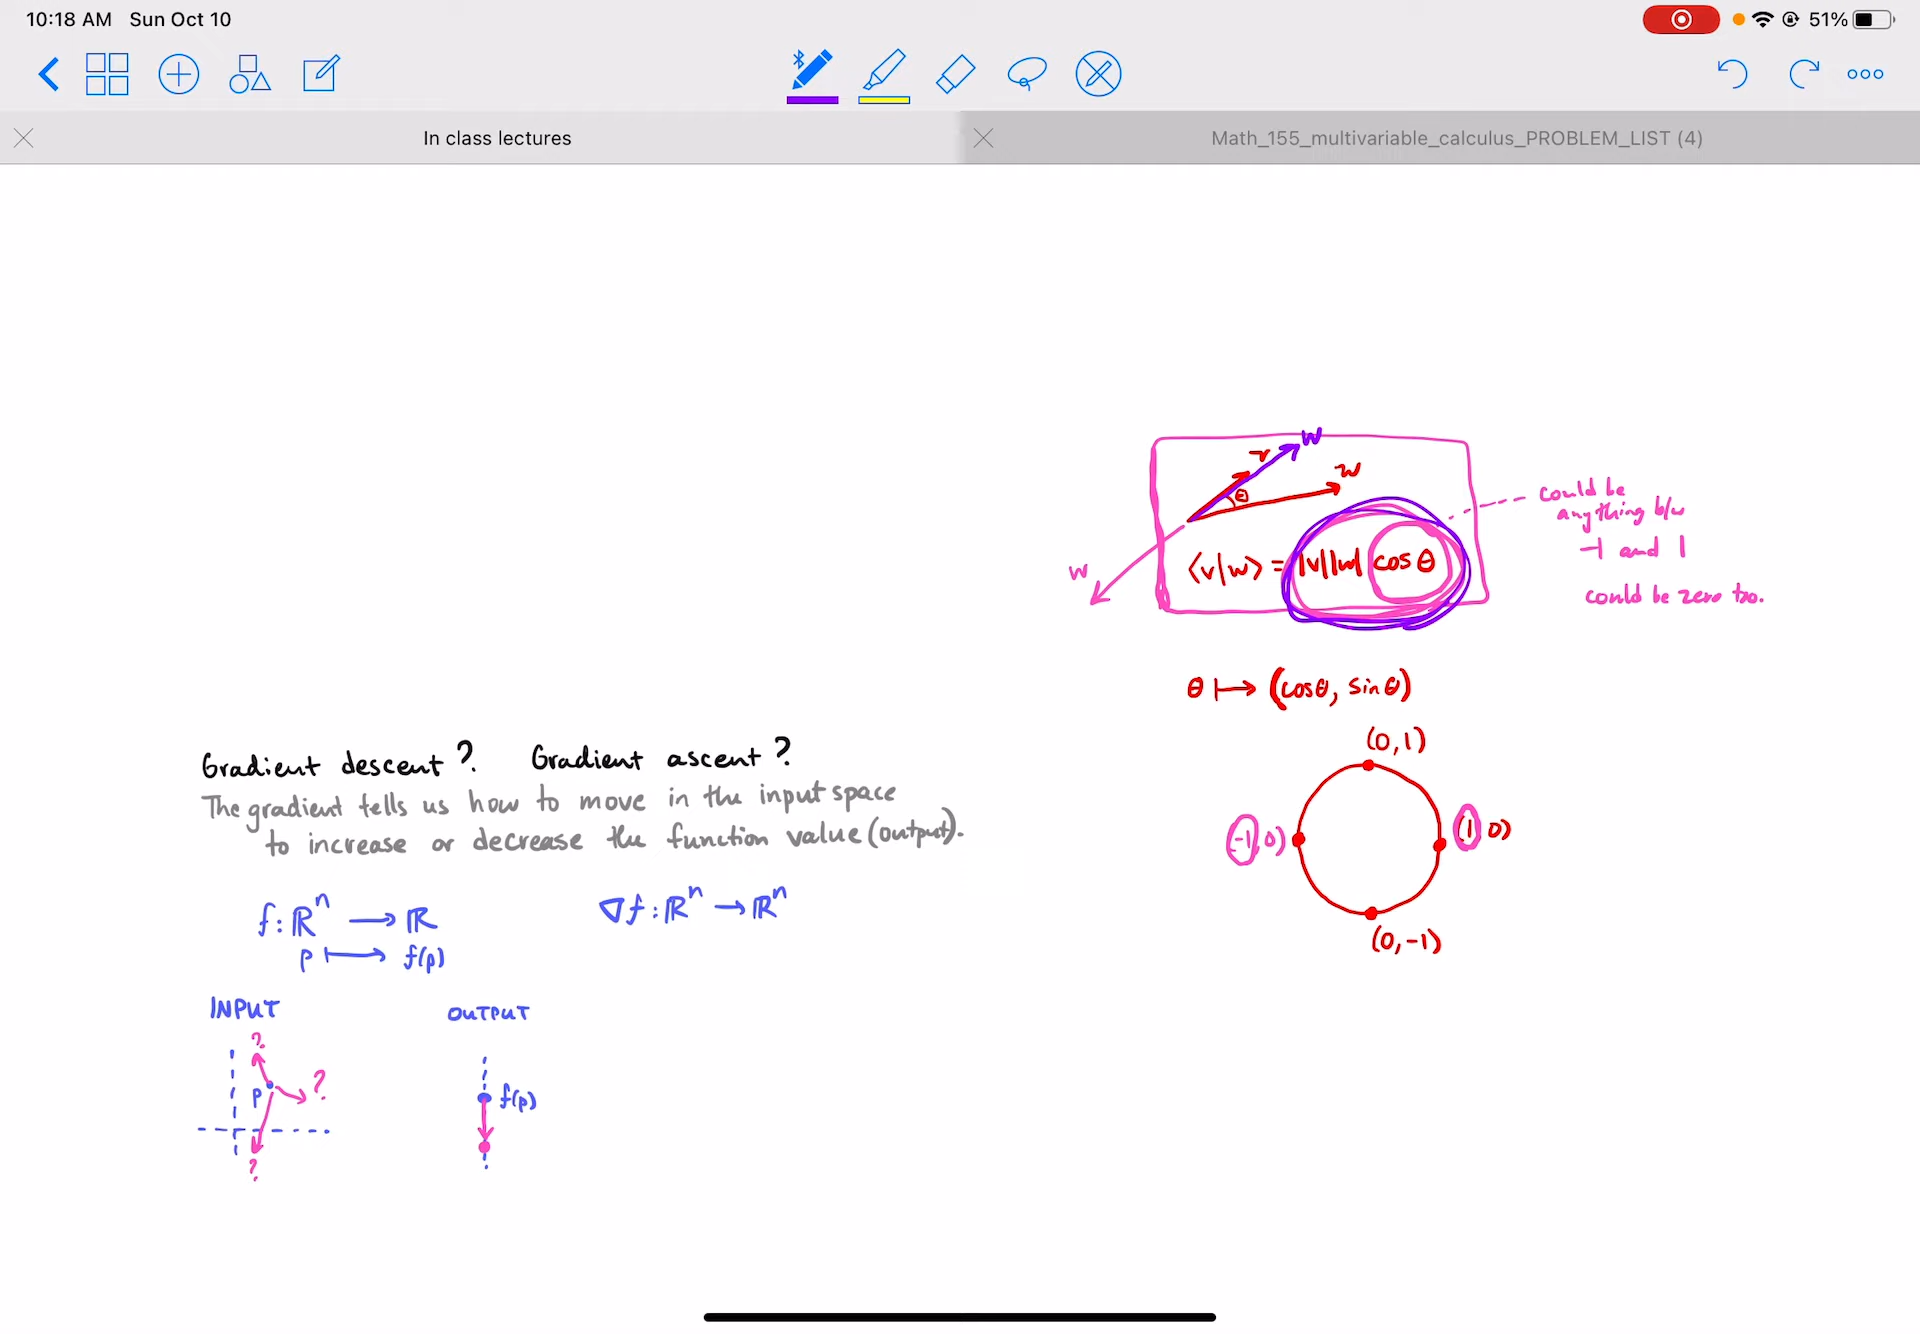 10:18 AM Sun Oct 10
51%
In class lectures
Math_155_multivariable_calculus_PROBLEM_LIST (4)
w
v
w
θ
w
⟨v|w⟩ = |v||w| cos θ
could be
anything b/w
-1 and 1
could be zero too.
θ ↦ (cosθ, sinθ)
(0,1)
(-1,0)
(1,0)
(0,-1)
Gradient descent? Gradient ascent?
The gradient tells us how to move in the input space
to increase or decrease the function value (output).
f: ℝⁿ → ℝ
p ↦ f(p)
∇f: ℝⁿ → ℝⁿ
INPUT
OUTPUT
?
p
?
?
f(p)